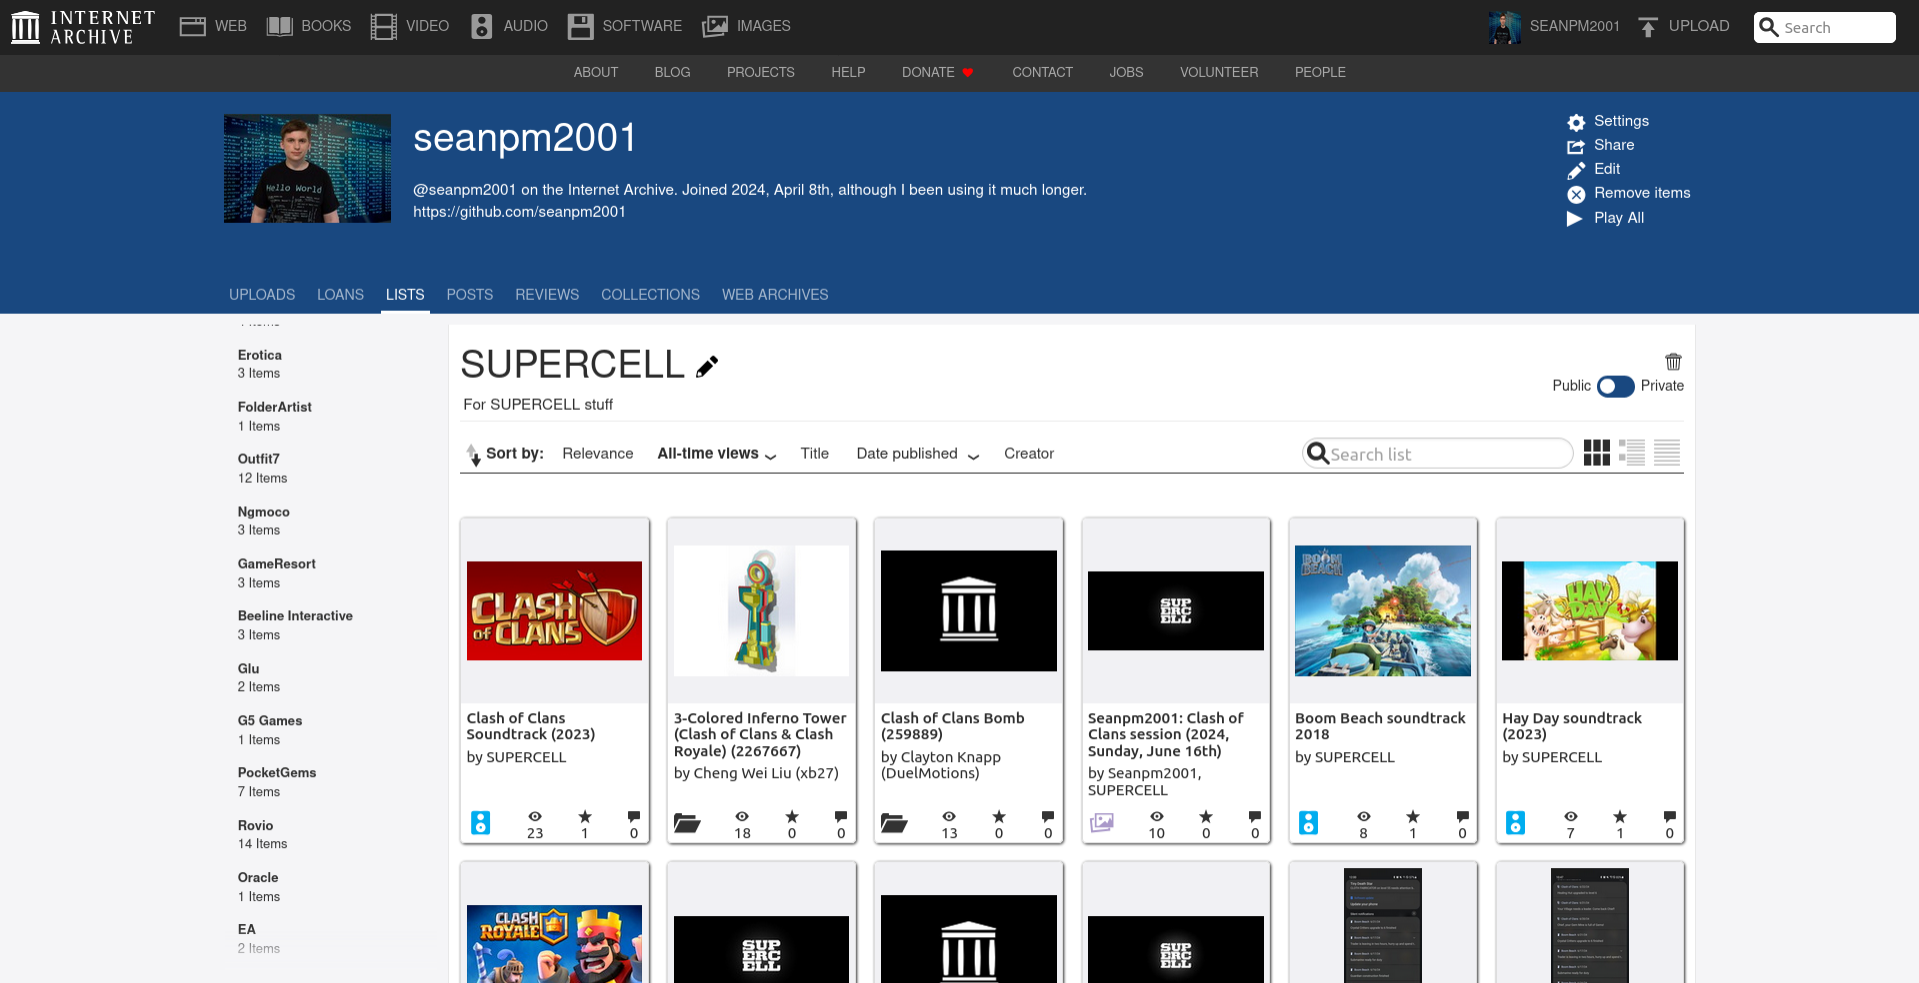 INTERNET ARCHIVE
WEB BOOKS VIDEO AUDIO SOFTWARE IMAGES
SEANPM2001 UPLOAD Search
ABOUT BLOG PROJECTS HELP DONATE CONTACT JOBS VOLUNTEER PEOPLE
Hello World
seanpm2001
@seanpm2001 on the Internet Archive. Joined 2024, April 8th, although I been using it much longer.
https://github.com/seanpm2001
Settings
Share
Edit
Remove items
Play All
UPLOADS LOANS LISTS POSTS REVIEWS COLLECTIONS WEB ARCHIVES
Erotica
3 Items
FolderArtist
1 Items
Outfit7
12 Items
Ngmoco
3 Items
GameResort
3 Items
Beeline Interactive
3 Items
Glu
2 Items
G5 Games
1 Items
PocketGems
7 Items
Rovio
14 Items
Oracle
1 Items
EA
2 Items
SUPERCELL
For SUPERCELL stuff
Public Private
Sort by: Relevance All-time views Title Date published Creator
Search list
CLASH
OF CLANS
Clash of Clans
Soundtrack (2023)
by SUPERCELL
23 1 0
3-Colored Inferno Tower
(Clash of Clans & Clash
Royale) (2267667)
by Cheng Wei Liu (xb27)
18 0 0
Clash of Clans Bomb
(259889)
by Clayton Knapp
(DuelMotions)
13 0 0
SUP
ERC
ELL
Seanpm2001: Clash of
Clans session (2024,
Sunday, June 16th)
by Seanpm2001,
SUPERCELL
10 0 0
BOOM
BEACH
Boom Beach soundtrack
2018
by SUPERCELL
8 1 0
HAY
DAY
Hay Day soundtrack
(2023)
by SUPERCELL
7 1 0
CLASH
ROYALE
SUP
ERC
ELL
SUP
ERC
ELL